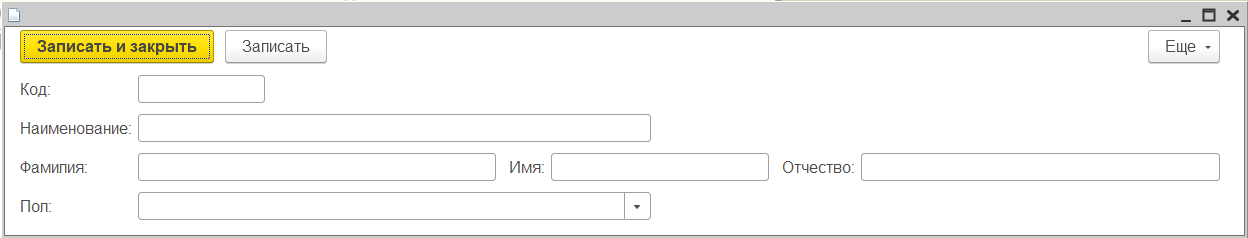 Записать и закрыть Записать Еще
Код:
Наименование:
Фамилия: Имя: Отчество:
Пол: